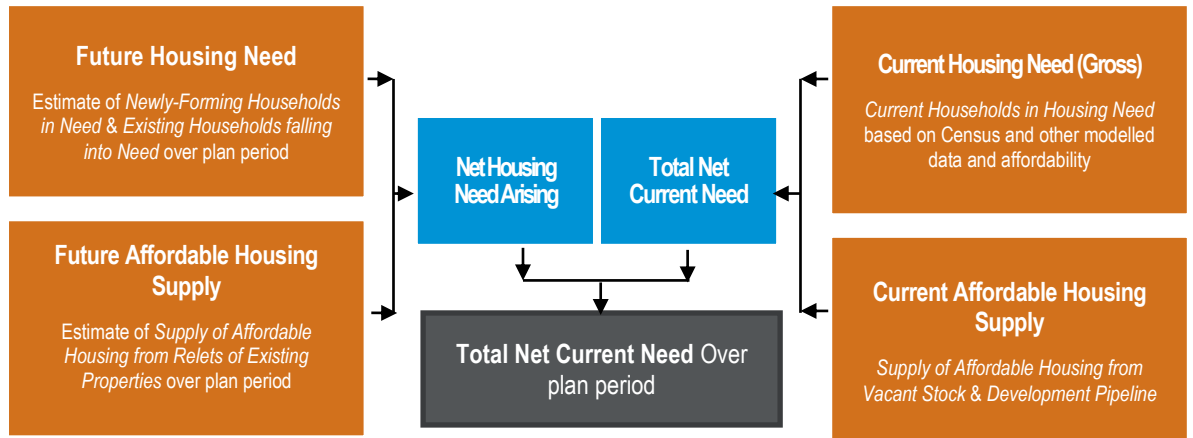 Future Housing Need
Estimate of Newly-Forming Households
in Need & Existing Households falling
into Need over plan period
Future Affordable Housing
Supply
Estimate of Supply of Affordable
Housing from Relets of Existing
Properties over plan period
Net Housing
Need Arising
Total Net
Current Need
Total Net Current Need Over
plan period
Current Housing Need (Gross)
Current Households in Housing Need
based on Census and other modelled
data and affordability
Current Affordable Housing
Supply
Supply of Affordable Housing from
Vacant Stock & Development Pipeline